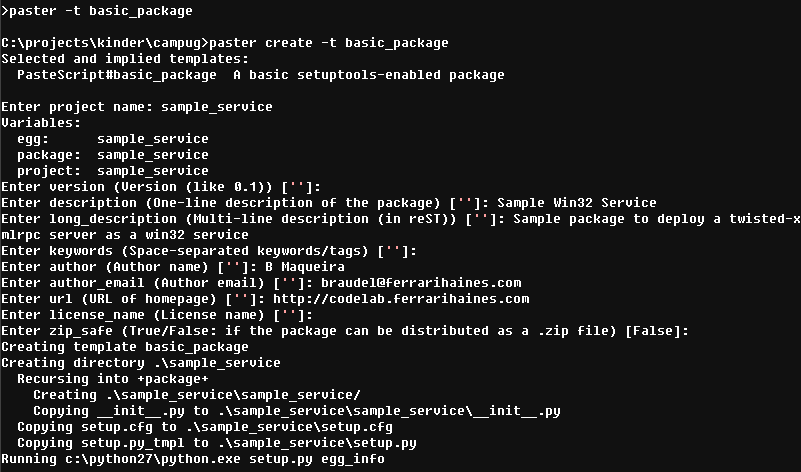 >paster -t basic_package
C:\projects\kinder\campug>paster create -t basic_package
Selected and implied templates:
  PasteScript#basic_package  A basic setuptools-enabled package
Enter project name: sample_service
Variables:
  egg:      sample_service
  package:  sample_service
  project:  sample_service
Enter version (Version (like 0.1)) ['']:
Enter description (One-line description of the package) ['']: Sample Win32 Service
Enter long_description (Multi-line description (in reST)) ['']: Sample package to deploy a twisted-x
mlrpc server as a win32 service
Enter keywords (Space-separated keywords/tags) ['']:
Enter author (Author name) ['']: B Maqueira
Enter author_email (Author email) ['']: braudel@ferrarihaines.com
Enter url (URL of homepage) ['']: http://codelab.ferrarihaines.com
Enter license_name (License name) ['']:
Enter zip_safe (True/False: if the package can be distributed as a .zip file) [False]:
Creating template basic_package
Creating directory .\sample_service
  Recursing into +package+
    Creating .\sample_service\sample_service/
    Copying __init__.py to .\sample_service\sample_service\__init__.py
  Copying setup.cfg to .\sample_service\setup.cfg
  Copying setup.py_tmpl to .\sample_service\setup.py
Running c:\python27\python.exe setup.py egg_info